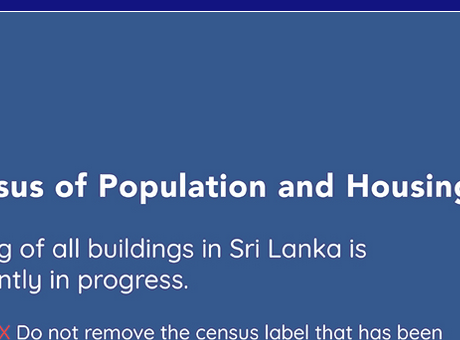 sus of Population and Housing
g of all buildings in Sri Lanka is
ntly in progress.
X Do not remove the census label that has been